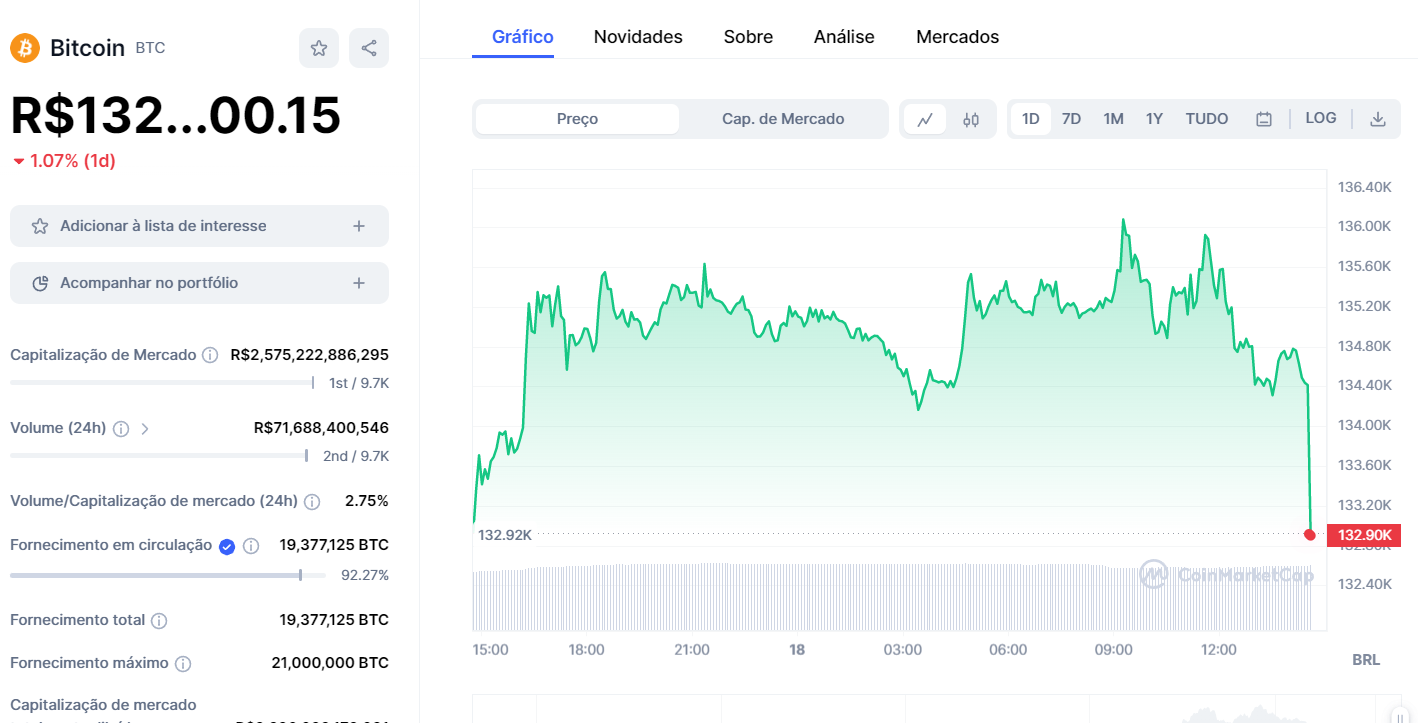 Bitcoin BTC
R$132...00.15
1.07% (1d)
Adicionar à lista de interesse
Acompanhar no portfólio
Capitalização de Mercado R$2,575,222,886,295
1st / 9.7K
Volume (24h) R$71,688,400,546
2nd / 9.7K
Volume/Capitalização de mercado (24h) 2.75%
Fornecimento em circulação 19,377,125 BTC
92.27%
Fornecimento total 19,377,125 BTC
Fornecimento máximo 21,000,000 BTC
Capitalização de mercado
Gráfico Novidades Sobre Análise Mercados
Preço Cap. de Mercado 1D 7D 1M 1Y TUDO LOG
136.40K
136.00K
135.60K
135.20K
134.80K
134.40K
134.00K
133.60K
133.20K
132.92K 132.90K
132.80K
CoinMarketCap
132.40K
15:00 18:00 21:00 18 03:00 06:00 09:00 12:00
BRL